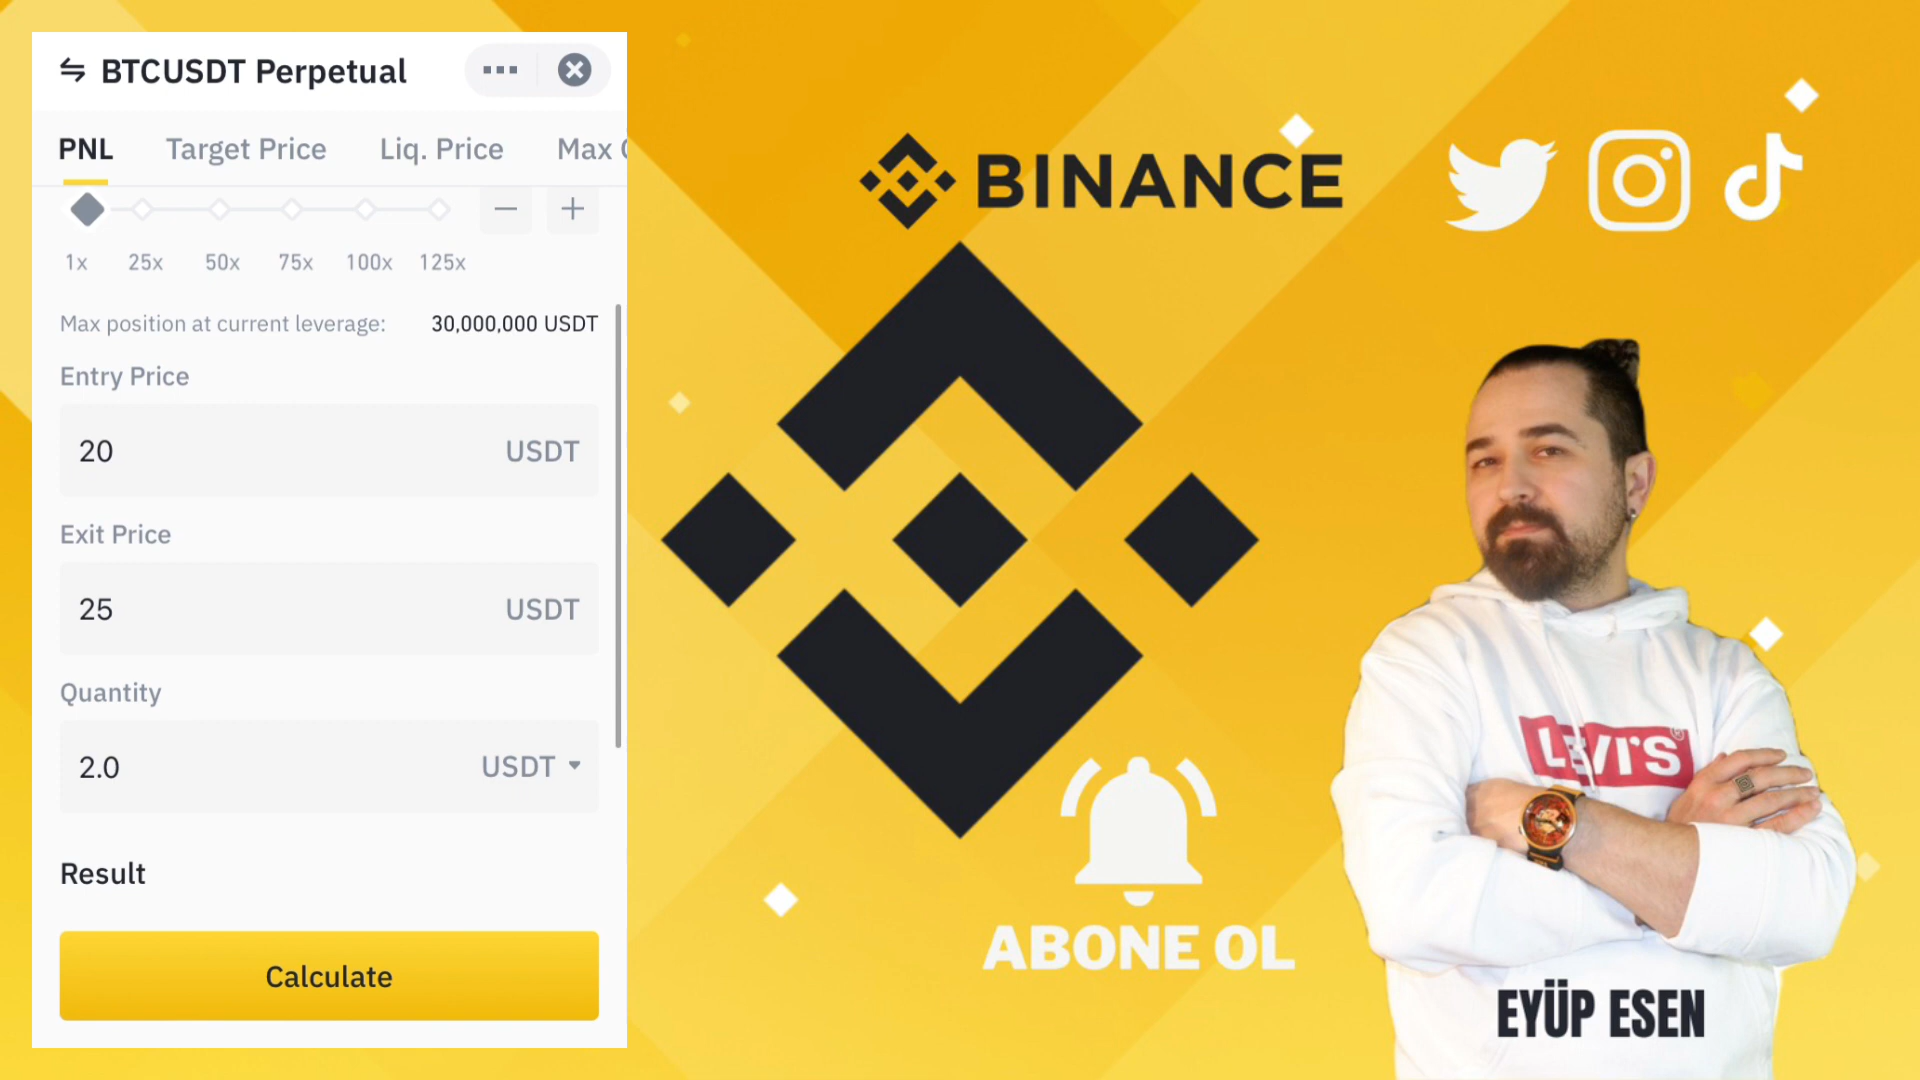 BTCUSDT Perpetual
PNL Target Price Liq. Price Max
1x 25x 50x 75x 100x 125x
Max position at current leverage: 30,000,000 USDT
Entry Price
20 USDT
Exit Price
25 USDT
Quantity
2.0 USDT
Result
Calculate
BINANCE
ABONE OL
LEVI'S
EYÜP ESEN